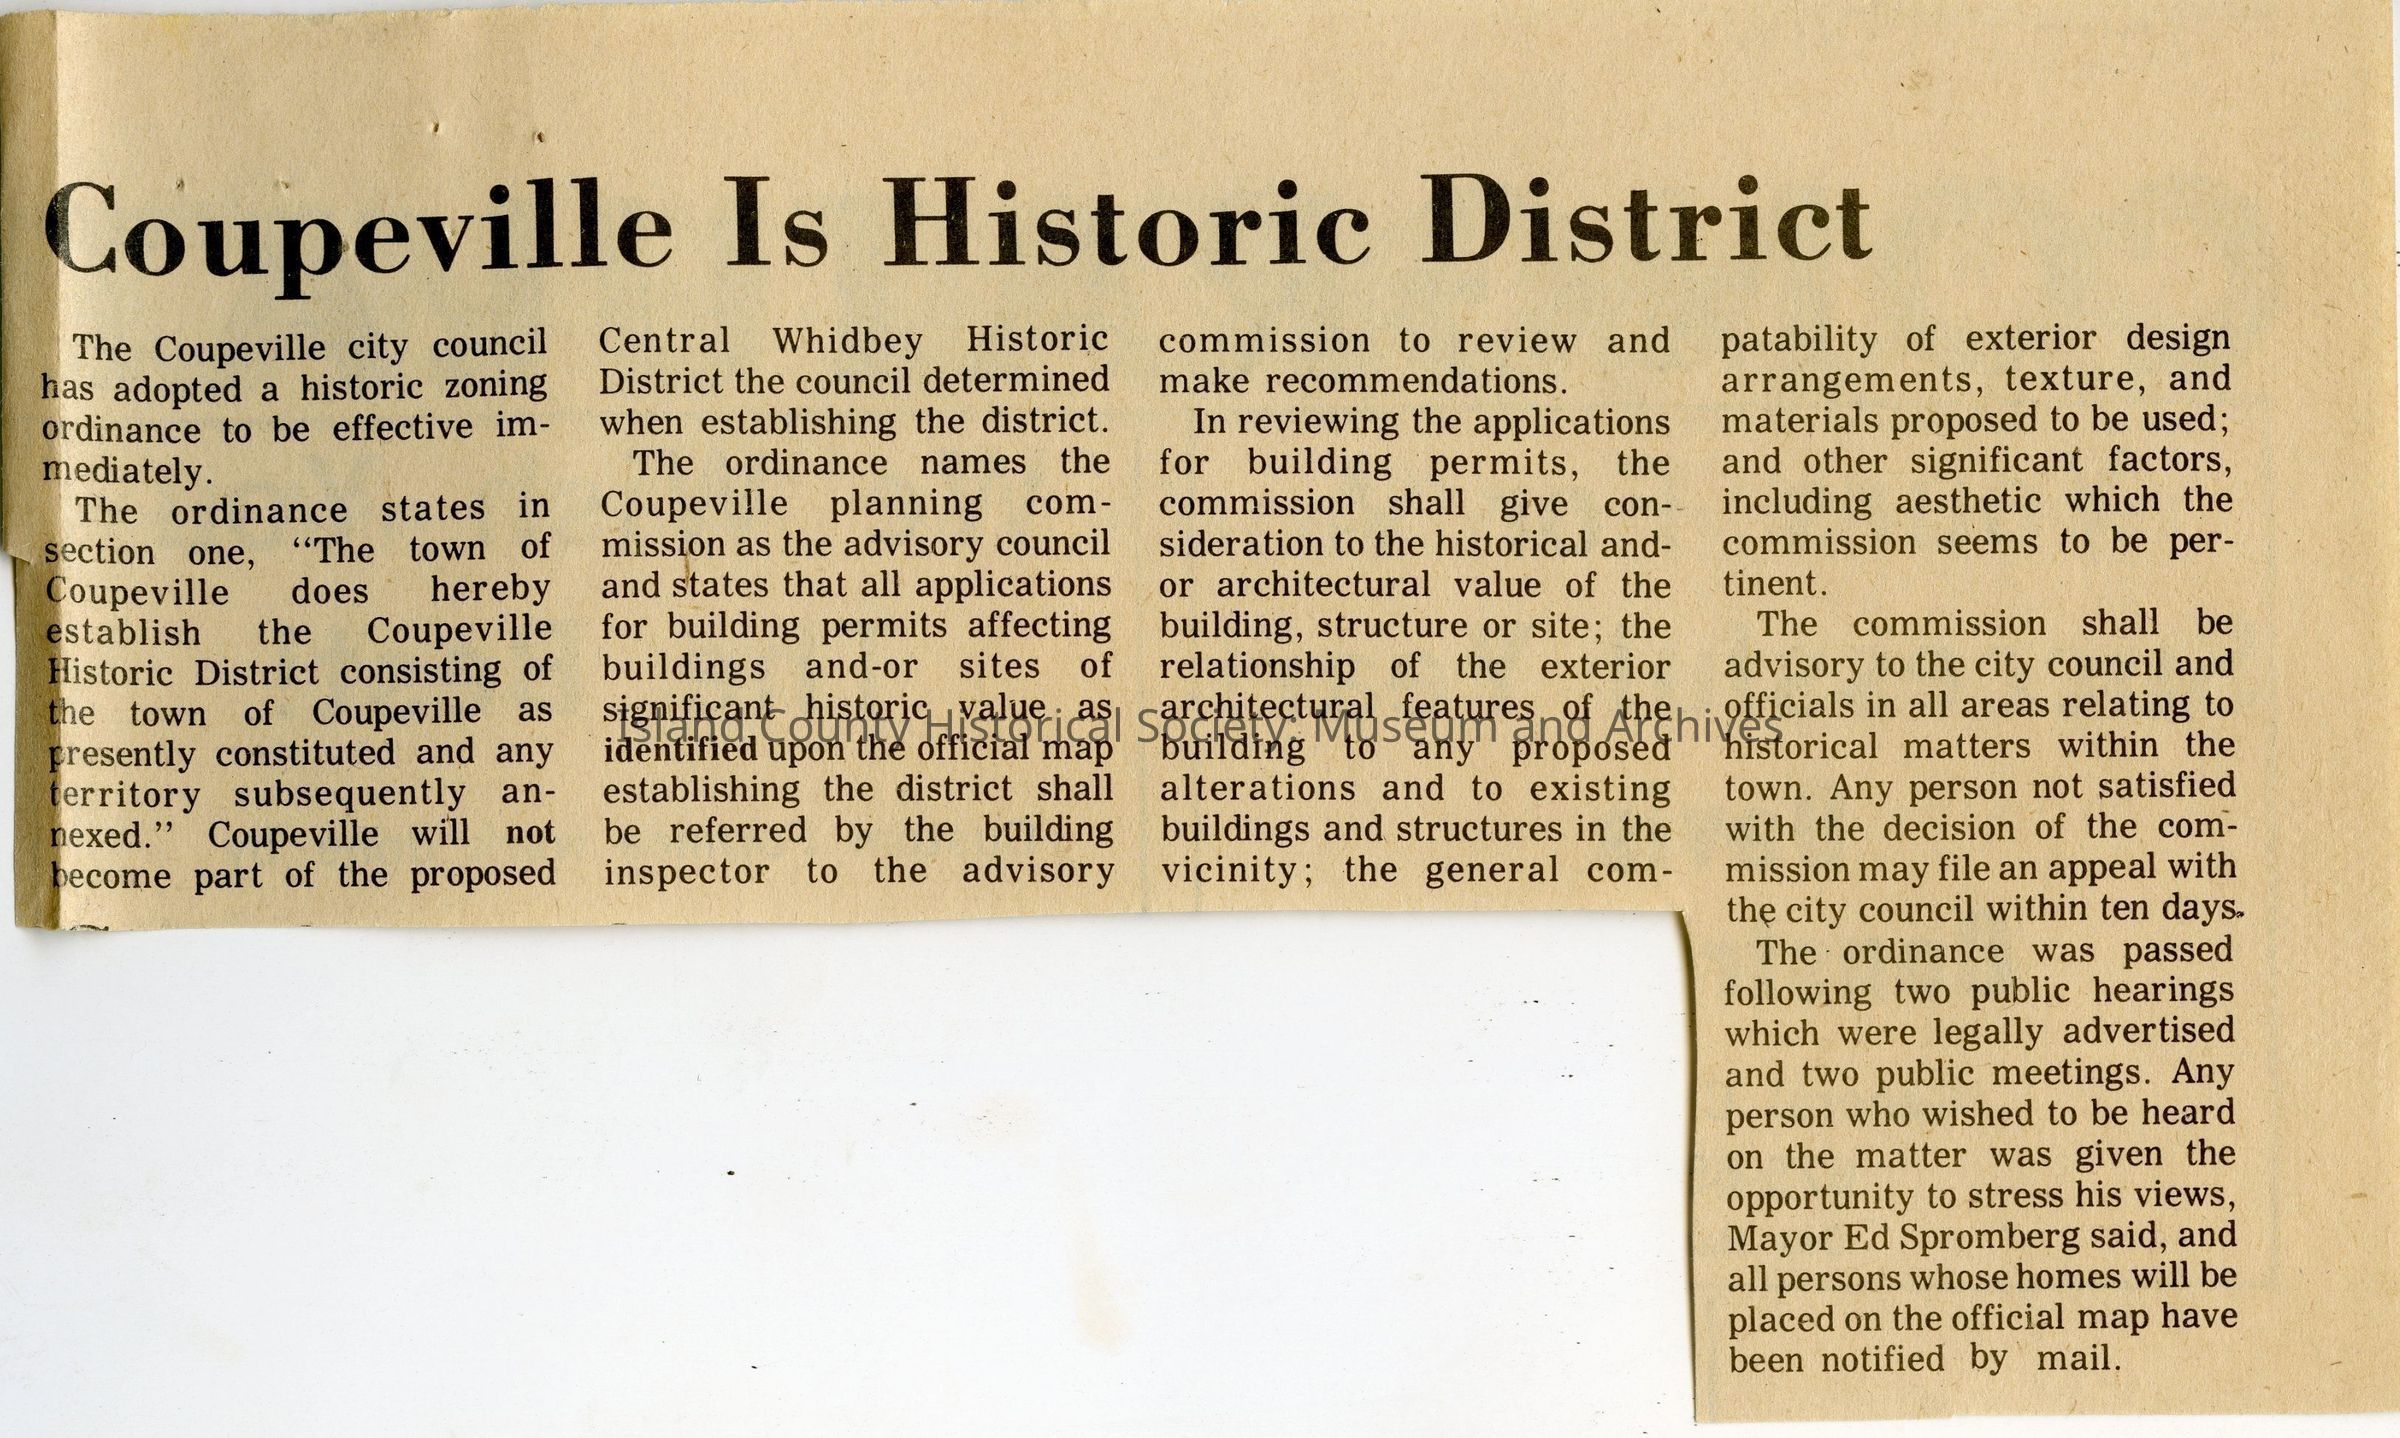 Coupeville Is Historic District
The Coupeville city council
has adopted a historic zoning
ordinance to be effective im-
mediately.
The ordinance states in
section one, “The town of
Coupeville does hereby
establish the Coupeville
Historic District consisting of
the town of Coupeville as
presently constituted and any
territory subsequently an-
nexed.” Coupeville will not
become part of the proposed
Central Whidbey Historic
District the council determined
when establishing the district.
The ordinance names the
Coupeville planning com-
mission as the advisory council
and states that all applications
for building permits affecting
buildings and-or sites of
significant historic value as
identified upon the official map
establishing the district shall
be referred by the building
inspector to the advisory
commission to review and
make recommendations.
In reviewing the applications
for building permits, the
commission shall give con-
sideration to the historical and-
or architectural value of the
building, structure or site; the
relationship of the exterior
architectural features of the
building to any proposed
alterations and to existing
buildings and structures in the
vicinity; the general com-
patability of exterior design
arrangements, texture, and
materials proposed to be used;
and other significant factors,
including aesthetic which the
commission seems to be per-
tinent.
The commission shall be
advisory to the city council and
officials in all areas relating to
historical matters within the
town. Any person not satisfied
with the decision of the com-
mission may file an appeal with
the city council within ten days.
The ordinance was passed
following two public hearings
which were legally advertised
and two public meetings. Any
person who wished to be heard
on the matter was given the
opportunity to stress his views,
Mayor Ed Spromberg said, and
all persons whose homes will be
placed on the official map have
been notified by mail.
Island County Historical Society: Museum and Archives